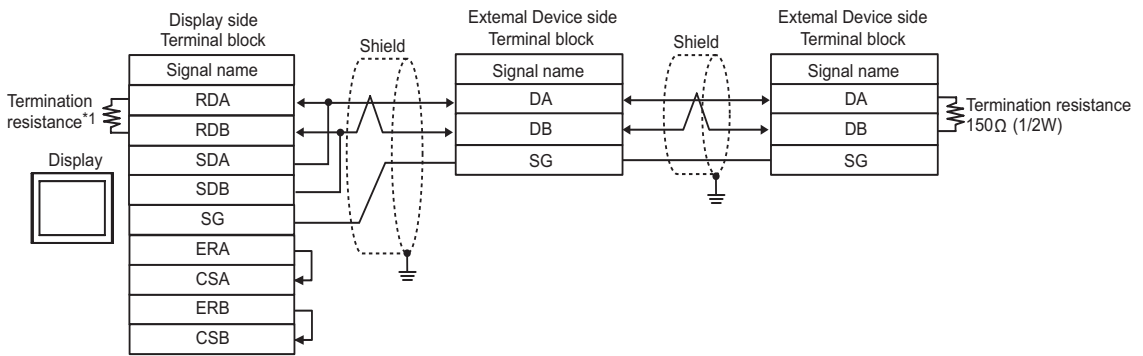 Display side
Terminal block
Signal name
RDA
RDB
SDA
SDB
SG
ERA
CSA
ERB
CSB
Termination
resistance*1
Display
Shield
External Device side
Terminal block
Signal name
DA
DB
SG
Shield
External Device side
Terminal block
Signal name
DA
DB
SG
Termination resistance
150Ω (1/2W)